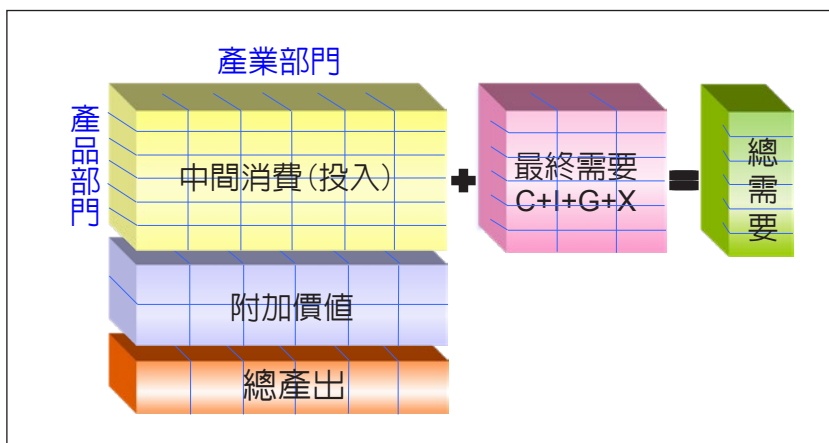 產業部門
產品部門
中間消費(投入)
+
最終需要
C+I+G+X
=
總需要
附加價值
總產出